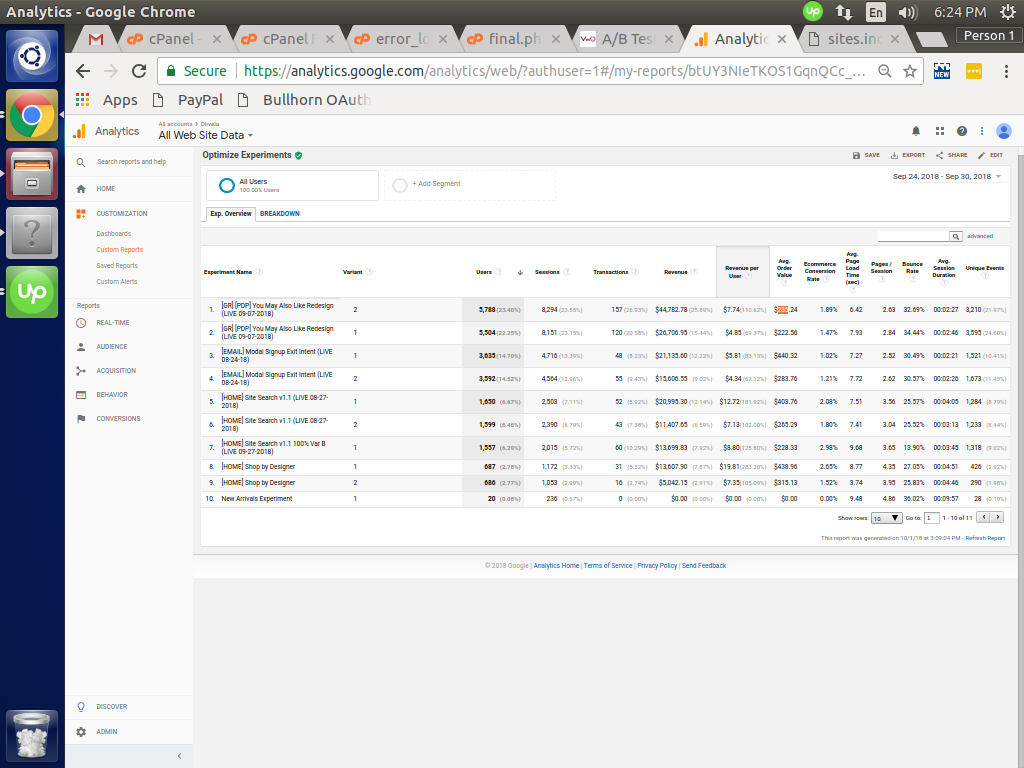 Analytics - Google Chrome
Up
En
6:24 PM
cPanel -
cPanel F
error_lo
final.ph
A/B Tes
Analytic
sites.inc
Person 1
Secure
https://analytics.google.com/analytics/web/?authuser=1#/my-reports/
NEW
Apps
PayPal
Bullhorn OAuth
Analytics
All accounts > Olivela
All Web Site Data
Search reports and help
HOME
CUSTOMIZATION
Dashboards
Custom Reports
Saved Reports
Custom Alerts
Reports
REAL-TIME
AUDIENCE
ACQUISITION
BEHAVIOR
CONVERSIONS
DISCOVER
ADMIN
Optimize Experiments
SAVE EXPORT SHARE EDIT
All Users
100.00% Users
+ Add Segment
Sep 24, 2018 - Sep 30, 2018
Exp. Overview BREAKDOWN
advanced
Experiment Name Variant Users Sessions Transactions Revenue Revenue per User Avg. Order Value Ecommerce Conversion Rate Avg. Page Load Time (sec) Pages / Session Bounce Rate Avg. Session Duration Unique Events
1. [GR] [PDP] You May Also Like Redesign (LIVE 09-07-2018) 2 5,788 (23.40%) 8,294 (23.55%) 157 (26.93%) $44,782.78 (25.89%) $7.74 (110.62%) .24 1.89% 6.42 2.63 32.69% 00:02:27 3,210 (21.97%)
2. [GR] [PDP] You May Also Like Redesign (LIVE 09-07-2018) 1 5,504 (22.25%) 8,151 (23.15%) 120 (20.58%) $26,706.95 (15.44%) $4.85 (69.37%) $222.56 1.47% 7.93 2.84 34.44% 00:02:46 3,595 (24.60%)
3. [EMAIL] Modal Signup Exit Intent (LIVE 08-24-18) 1 3,635 (14.70%) 4,716 (13.39%) 48 (8.23%) $21,135.60 (12.22%) $5.81 (83.13%) $440.32 1.02% 7.27 2.52 30.49% 00:02:21 1,521 (10.41%)
4. [EMAIL] Modal Signup Exit Intent (LIVE 08-24-18) 2 3,592 (14.52%) 4,564 (12.96%) 55 (9.43%) $15,606.55 (9.02%) $4.34 (62.12%) $283.76 1.21% 7.72 2.62 30.57% 00:02:26 1,673 (11.45%)
5. [HOME] Site Search v1.1 (LIVE 08-27-2018) 1 1,650 (6.67%) 2,503 (7.11%) 52 (8.92%) $20,995.30 (12.14%) $12.72 (181.92%) $403.76 2.08% 7.51 3.56 25.57% 00:04:05 1,284 (8.79%)
6. [HOME] Site Search v1.1 (LIVE 08-27-2018) 2 1,599 (6.46%) 2,390 (6.79%) 43 (7.38%) $11,407.65 (6.59%) $7.13 (102.00%) $265.29 1.80% 7.41 3.04 25.52% 00:03:13 1,233 (8.44%)
7. [HOME] Site Search v1.1 100% Var B (LIVE 09-27-2018) 1 1,557 (6.29%) 2,015 (5.72%) 60 (10.29%) $13,699.83 (7.92%) $8.80 (125.80%) $228.33 2.98% 9.68 3.65 13.90% 00:03:45 1,318 (9.02%)
8. [HOME] Shop by Designer 1 687 (2.78%) 1,172 (3.33%) 31 (5.32%) $13,607.90 (7.87%) $19.81 (283.20%) $438.96 2.65% 8.77 4.35 27.05% 00:04:51 426 (2.92%)
9. [HOME] Shop by Designer 2 686 (2.77%) 1,053 (2.99%) 16 (2.74%) $5,042.15 (2.91%) $7.35 (105.09%) $315.13 1.52% 3.74 3.95 25.83% 00:04:46 290 (1.98%)
10. New Arrivals Experiment 1 20 (0.08%) 236 (0.67%) 0 (0.00%) $0.00 (0.00%) $0.00 (0.00%) $0.00 0.00% 9.48 4.86 36.02% 00:09:57 28 (0.19%)
Show rows: 10 Go to: 1 1 - 10 of 11
This report was generated on 10/1/18 at 3:09:04 PM - Refresh Report
© 2018 Google | Analytics Home | Terms of Service | Privacy Policy | Send Feedback